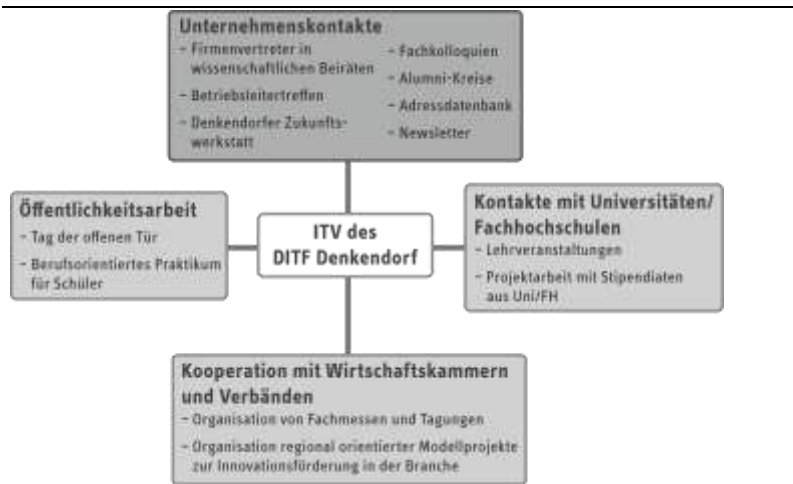 Unternehmenskontakte
– Firmenvertreter in
wissenschaftlichen Beiräten
– Betriebsleitertreffen
– Denkendorfer Zukunfts-
werkstatt
– Fachkolloquien
– Alumni-Kreise
– Adressdatenbank
– Newsletter
Öffentlichkeitsarbeit
– Tag der offenen Tür
– Berufsorientiertes Praktikum
für Schüler
ITV des
DITF Denkendorf
Kontakte mit Universitäten/
Fachhochschulen
– Lehrveranstaltungen
– Projektarbeit mit Stipendiaten
aus Uni/FH
Kooperation mit Wirtschaftskammern
und Verbänden
– Organisation von Fachmessen und Tagungen
– Organisation regional orientierter Modellprojekte
zur Innovationsförderung in der Branche